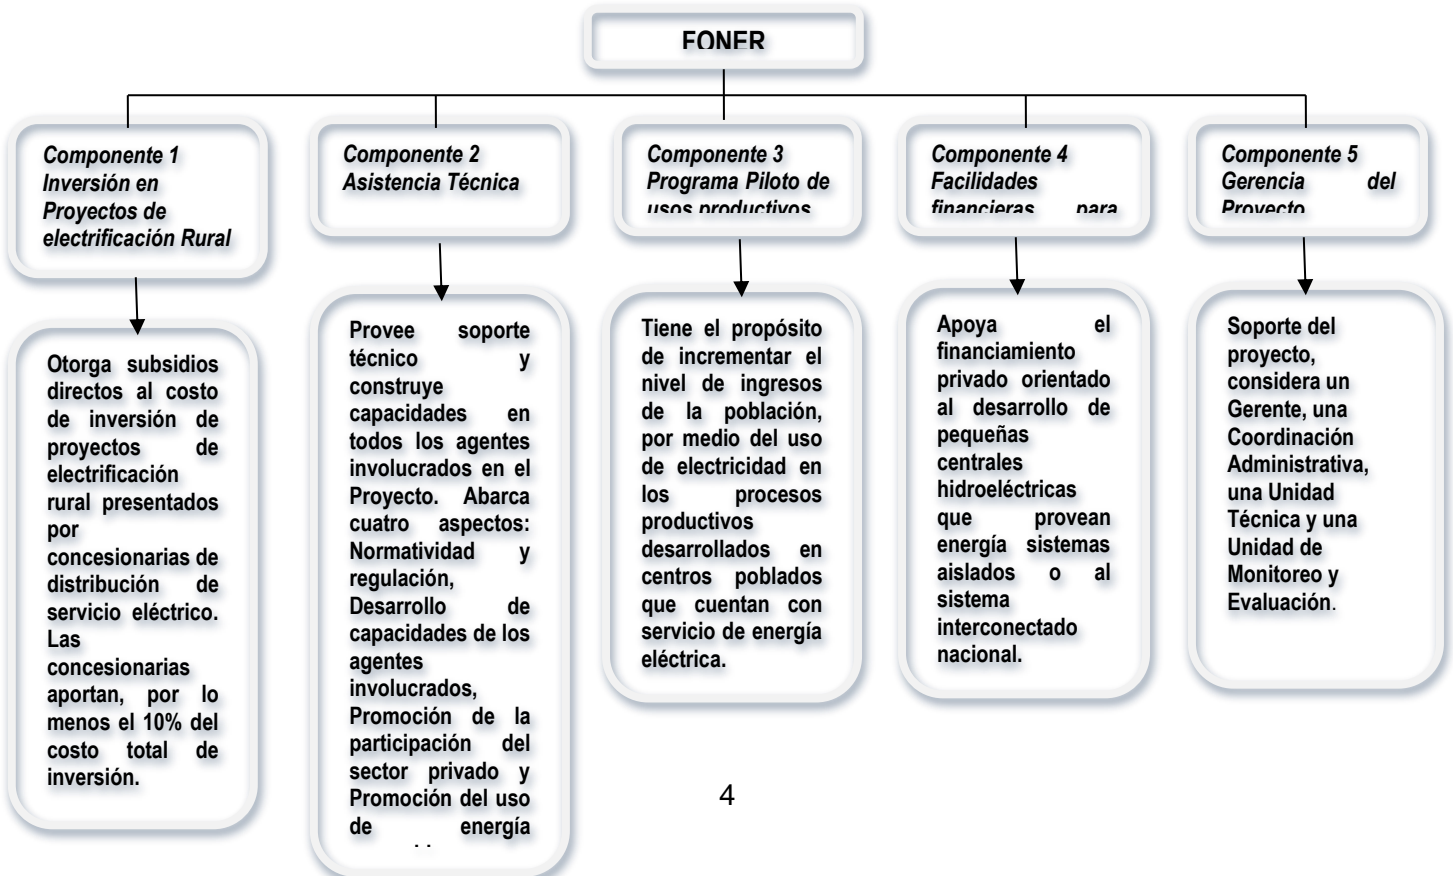 FONER
Componente 1
Inversión en
Proyectos de
electrificación Rural
Componente 2
Asistencia Técnica
Componente 3
Programa Piloto de
usos productivos
Componente 4
Facilidades
financieras para
Componente 5
Gerencia del
Proyecto
Otorga subsidios
directos al costo
de inversión de
proyectos de
electrificación
rural presentados
por
concesionarias de
distribución de
servicio eléctrico.
Las
concesionarias
aportan, por lo
menos el 10% del
costo total de
inversión.
Provee soporte
técnico y
construye
capacidades en
todos los agentes
involucrados en el
Proyecto. Abarca
cuatro aspectos:
Normatividad y
regulación,
Desarrollo de
capacidades de los
agentes
involucrados,
Promoción de la
participación del
sector privado y
Promoción del uso
de energía
Tiene el propósito
de incrementar el
nivel de ingresos
de la población,
por medio del uso
de electricidad en
los procesos
productivos
desarrollados en
centros poblados
que cuentan con
servicio de energía
eléctrica.
Apoya el
financiamiento
privado orientado
al desarrollo de
pequeñas
centrales
hidroeléctricas
que provean
energía sistemas
aislados o al
sistema
interconectado
nacional.
Soporte del
proyecto,
considera un
Gerente, una
Coordinación
Administrativa,
una Unidad
Técnica y una
Unidad de
Monitoreo y
Evaluación.
4